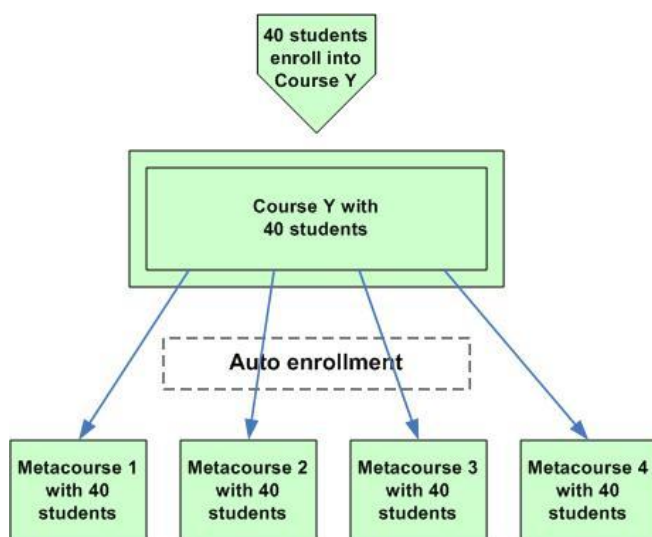 40 students
enroll into
Course Y
Course Y with
40 students
Auto enrollment
Metacourse 1
with 40
students
Metacourse 2
with 40
students
Metacourse 3
with 40
students
Metacourse 4
with 40
students